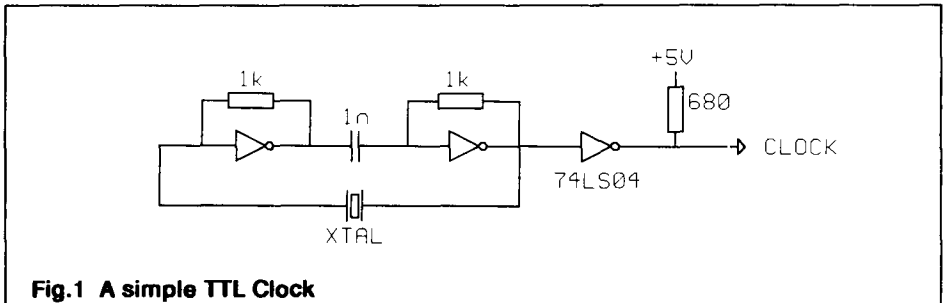 1k
1k
+5V
680
1n
CLOCK
74LS04
XTAL
Fig.1 A simple TTL Clock